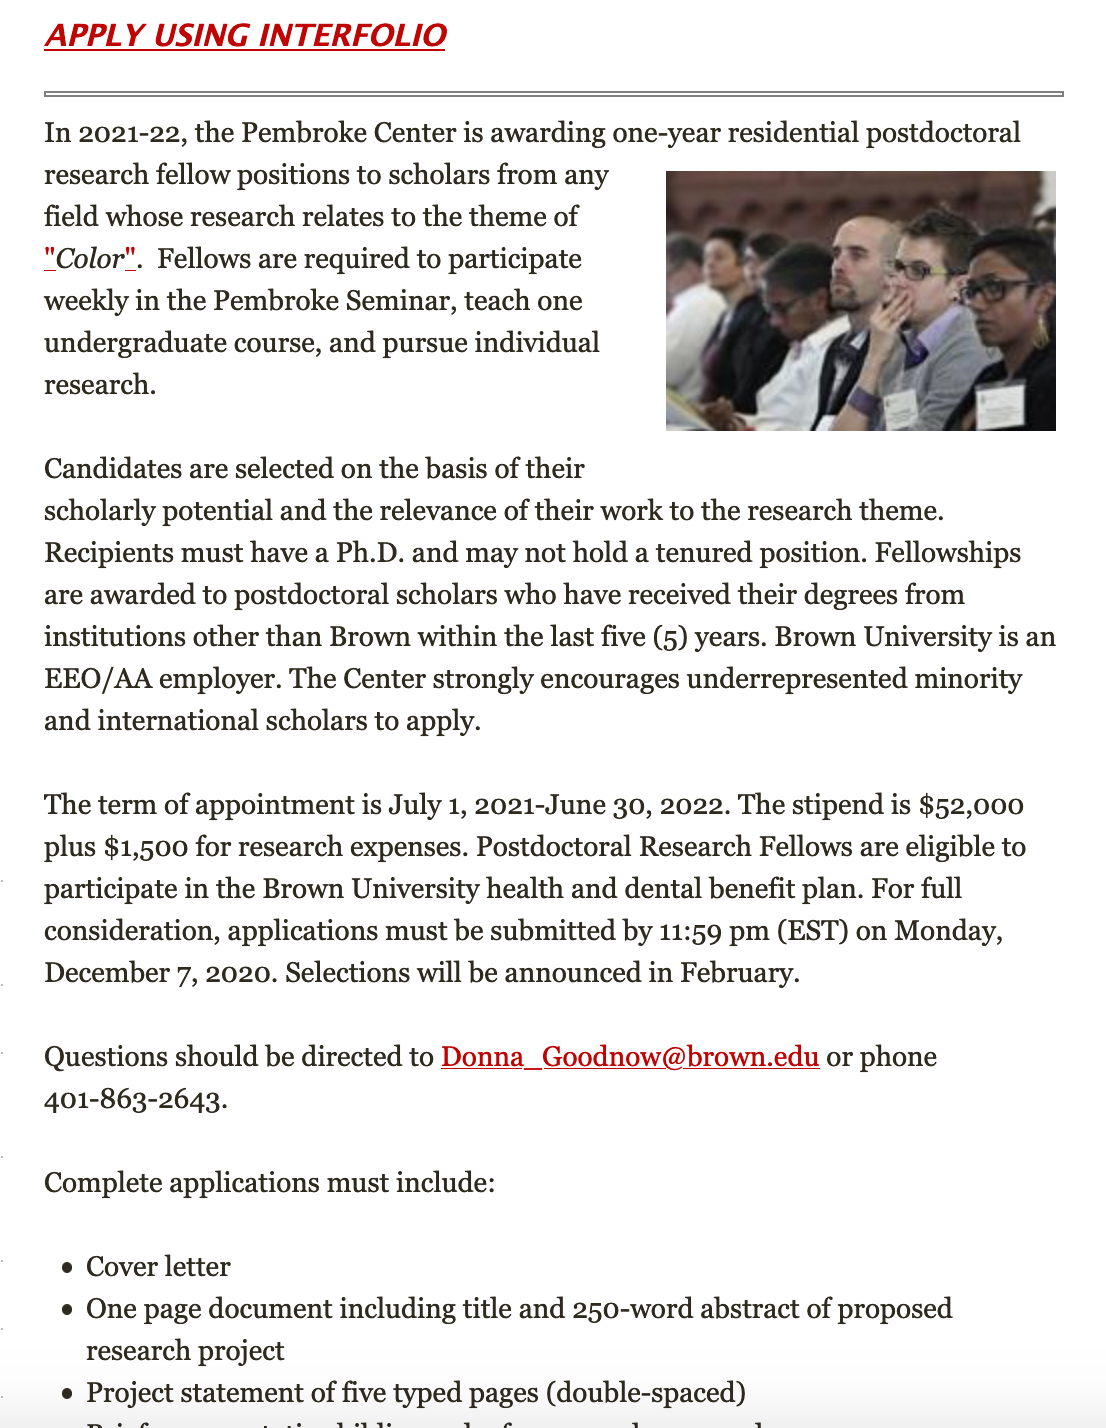 APPLY USING INTERFOLIO
In 2021-22, the Pembroke Center is awarding one-year residential postdoctoral
research fellow positions to scholars from any
field whose research relates to the theme of
"Color".  Fellows are required to participate
weekly in the Pembroke Seminar, teach one
undergraduate course, and pursue individual
research.
Candidates are selected on the basis of their
scholarly potential and the relevance of their work to the research theme.
Recipients must have a Ph.D. and may not hold a tenured position. Fellowships
are awarded to postdoctoral scholars who have received their degrees from
institutions other than Brown within the last five (5) years. Brown University is an
EEO/AA employer. The Center strongly encourages underrepresented minority
and international scholars to apply.
The term of appointment is July 1, 2021-June 30, 2022. The stipend is $52,000
plus $1,500 for research expenses. Postdoctoral Research Fellows are eligible to
participate in the Brown University health and dental benefit plan. For full
consideration, applications must be submitted by 11:59 pm (EST) on Monday,
December 7, 2020. Selections will be announced in February.
Questions should be directed to Donna_Goodnow@brown.edu or phone
401-863-2643.
Complete applications must include:
• Cover letter
• One page document including title and 250-word abstract of proposed
research project
• Project statement of five typed pages (double-spaced)